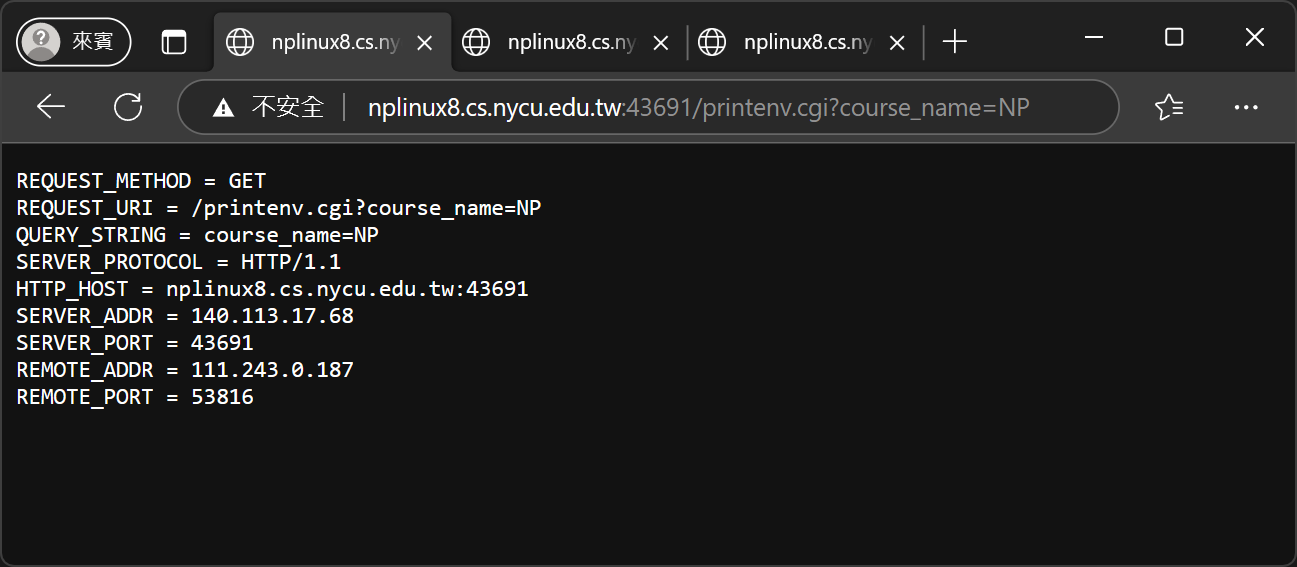 來賓
nplinux8.cs.ny
nplinux8.cs.ny
nplinux8.cs.ny
不安全 nplinux8.cs.nycu.edu.tw:43691/printenv.cgi?course_name=NP
REQUEST_METHOD = GET
REQUEST_URI = /printenv.cgi?course_name=NP
QUERY_STRING = course_name=NP
SERVER_PROTOCOL = HTTP/1.1
HTTP_HOST = nplinux8.cs.nycu.edu.tw:43691
SERVER_ADDR = 140.113.17.68
SERVER_PORT = 43691
REMOTE_ADDR = 111.243.0.187
REMOTE_PORT = 53816